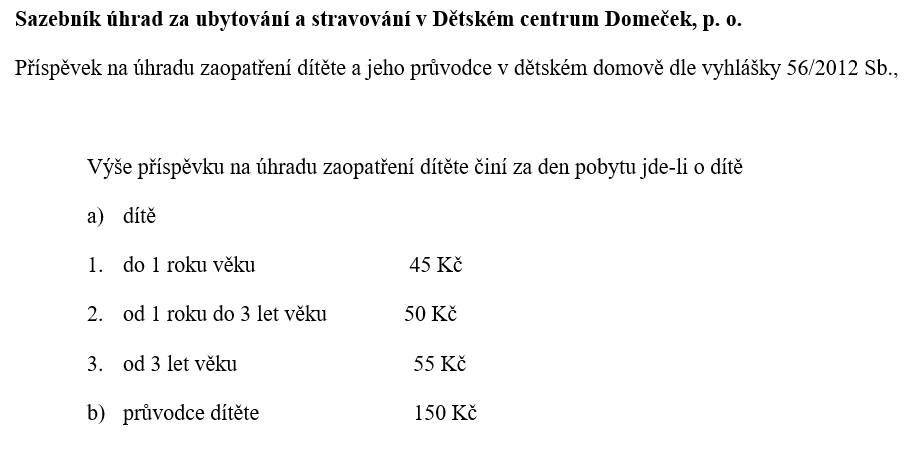 Sazebník úhrad za ubytování a stravování v Dětském centrum Domeček, p. o.
Příspěvek na úhradu zaopatření dítěte a jeho průvodce v dětském domově dle vyhlášky 56/2012 Sb.,
Výše příspěvku na úhradu zaopatření dítěte činí za den pobytu jde-li o dítě
a) dítě
1. do 1 roku věku 45 Kč
2. od 1 roku do 3 let věku 50 Kč
3. od 3 let věku 55 Kč
b) průvodce dítěte 150 Kč